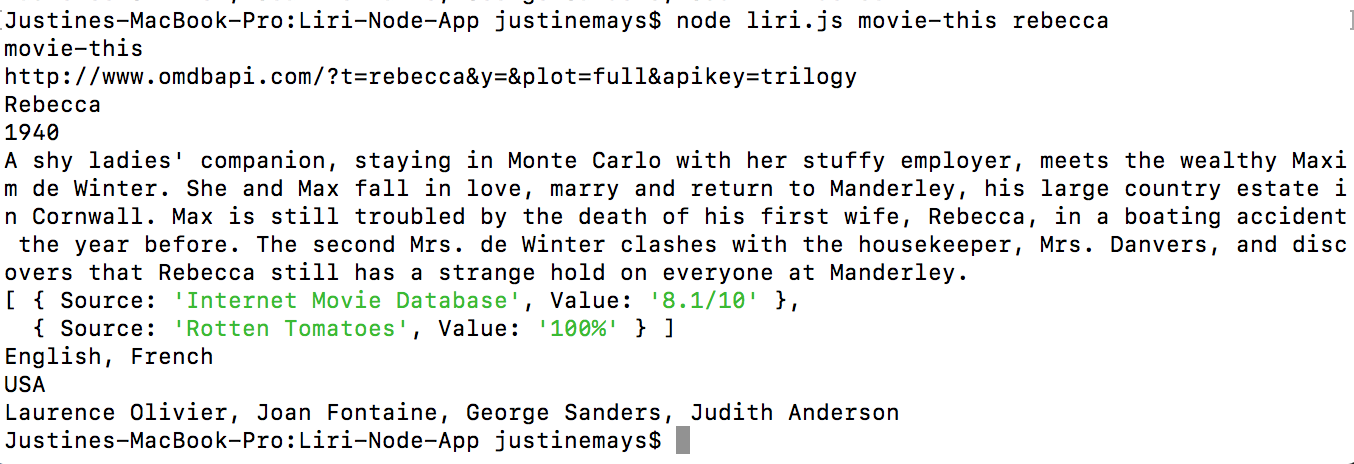 Justines-MacBook-Pro:Liri-Node-App justinemays$ node liri.js movie-this rebecca
movie-this
http://www.omdbapi.com/?t=rebecca&y=&plot=full&apikey=trilogy
Rebecca
1940
A shy ladies' companion, staying in Monte Carlo with her stuffy employer, meets the wealthy Maxi
m de Winter. She and Max fall in love, marry and return to Manderley, his large country estate i
n Cornwall. Max is still troubled by the death of his first wife, Rebecca, in a boating accident
 the year before. The second Mrs. de Winter clashes with the housekeeper, Mrs. Danvers, and disc
overs that Rebecca still has a strange hold on everyone at Manderley.
[ { Source: 'Internet Movie Database', Value: '8.1/10' },
  { Source: 'Rotten Tomatoes', Value: '100%' } ]
English, French
USA
Laurence Olivier, Joan Fontaine, George Sanders, Judith Anderson
Justines-MacBook-Pro:Liri-Node-App justinemays$